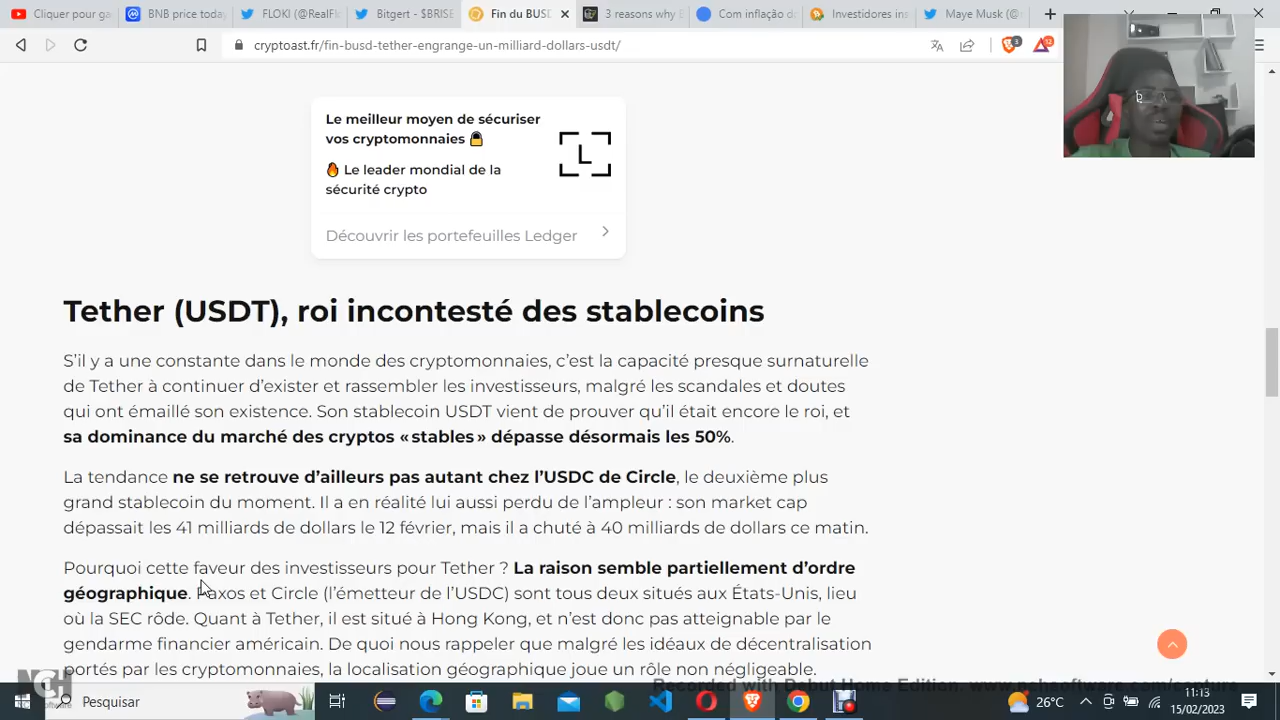 Cliquer pour ga
BNB price today
FLOKI (@RealFl
Bitgert - $BRISE
Fin du BUSD
3 reasons why
Com inflação d
Investidores ins
Maye Musk (@
cryptoast.fr/fin-busd-tether-engrange-un-milliard-dollars-usdt/
Le meilleur moyen de sécuriser
vos cryptomonnaies 🔒
🔥 Le leader mondial de la
sécurité crypto
Découvrir les portefeuilles Ledger
Tether (USDT), roi incontesté des stablecoins
S’il y a une constante dans le monde des cryptomonnaies, c’est la capacité presque surnaturelle
de Tether à continuer d’exister et rassembler les investisseurs, malgré les scandales et doutes
qui ont émaillé son existence. Son stablecoin USDT vient de prouver qu’il était encore le roi, et
sa dominance du marché des cryptos « stables » dépasse désormais les 50%.
La tendance ne se retrouve d’ailleurs pas autant chez l’USDC de Circle, le deuxième plus
grand stablecoin du moment. Il a en réalité lui aussi perdu de l’ampleur : son market cap
dépassait les 41 milliards de dollars le 12 février, mais il a chuté à 40 milliards de dollars ce matin.
Pourquoi cette faveur des investisseurs pour Tether ? La raison semble partiellement d’ordre
géographique. Paxos et Circle (l’émetteur de l’USDC) sont tous deux situés aux États-Unis, lieu
où la SEC rôde. Quant à Tether, il est situé à Hong Kong, et n’est donc pas atteignable par le
gendarme financier américain. De quoi nous rappeler que malgré les idéaux de décentralisation
portés par les cryptomonnaies, la localisation géographique joue un rôle non négligeable.
NCH
Recorded with Debut Home Edition. www.nchsoftware.com/capture
Pesquisar
26°C
11:13
15/02/2023